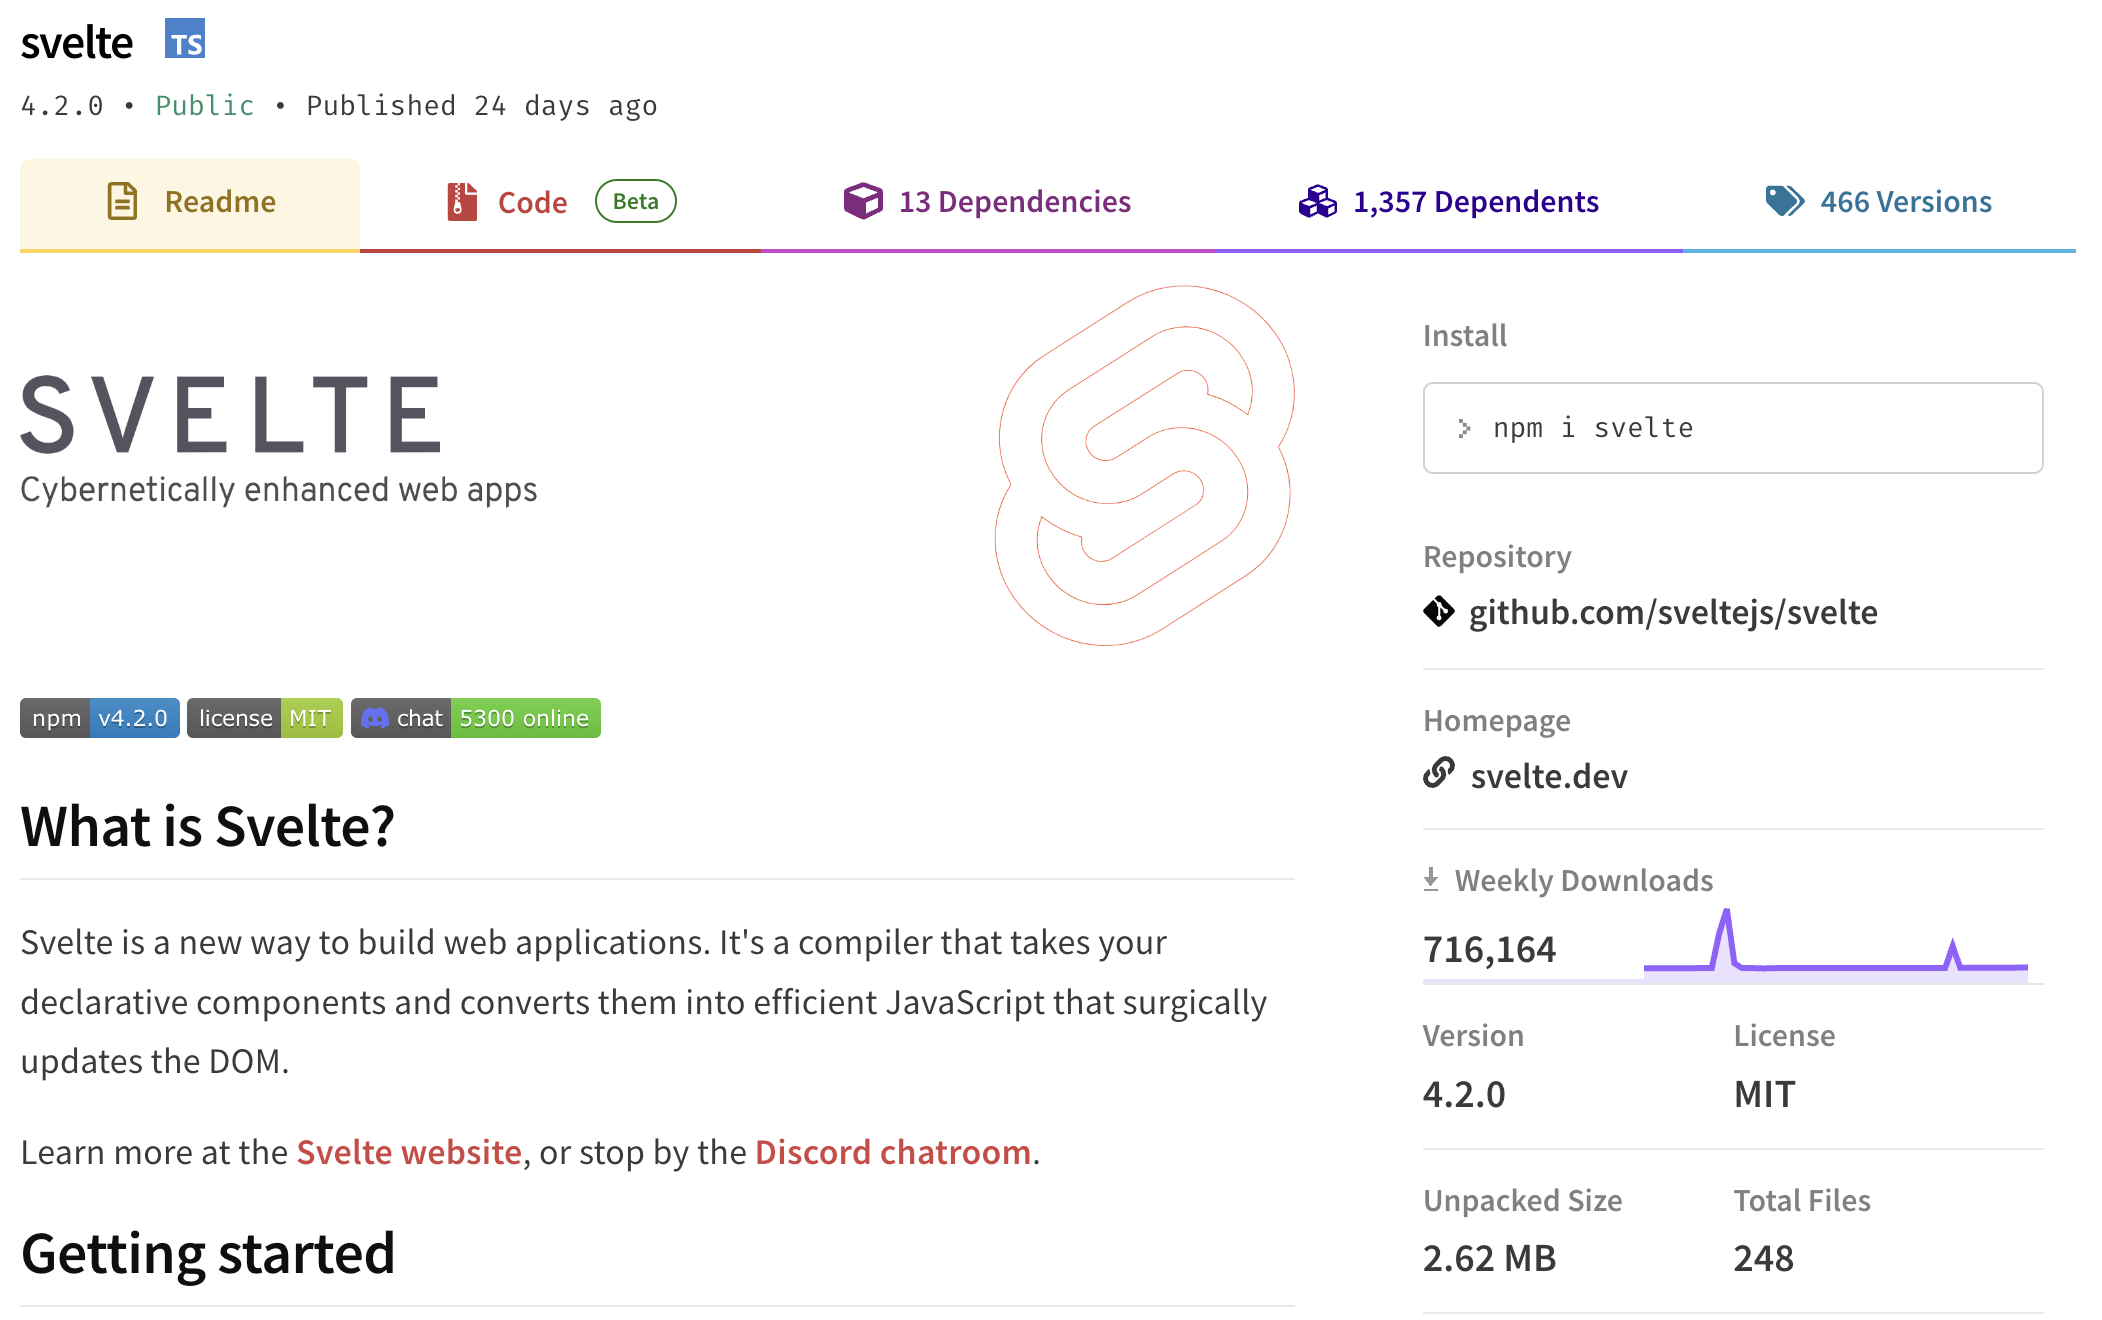 svelte TS
4.2.0 • Public • Published 24 days ago
Readme
Code Beta
13 Dependencies
1,357 Dependents
466 Versions
SVELTE
Cybernetically enhanced web apps
npm v4.2.0 license MIT chat 5300 online
What is Svelte?
Svelte is a new way to build web applications. It's a compiler that takes your
declarative components and converts them into efficient JavaScript that surgically
updates the DOM.
Learn more at the Svelte website, or stop by the Discord chatroom.
Getting started
Install
> npm i svelte
Repository
github.com/sveltejs/svelte
Homepage
svelte.dev
Weekly Downloads
716,164
Version
4.2.0
License
MIT
Unpacked Size
2.62 MB
Total Files
248